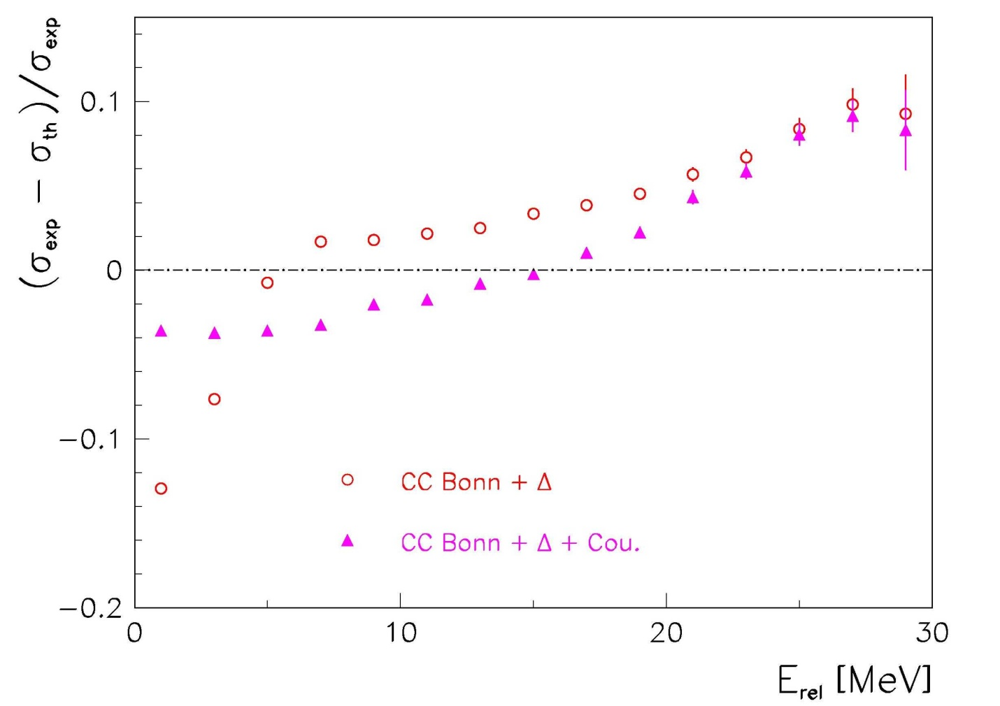 (σexp − σth)/σexp
0.1
0
−0.1
−0.2
CC Bonn + Δ
CC Bonn + Δ + Cou.
0 10 20 30
Erel [MeV]